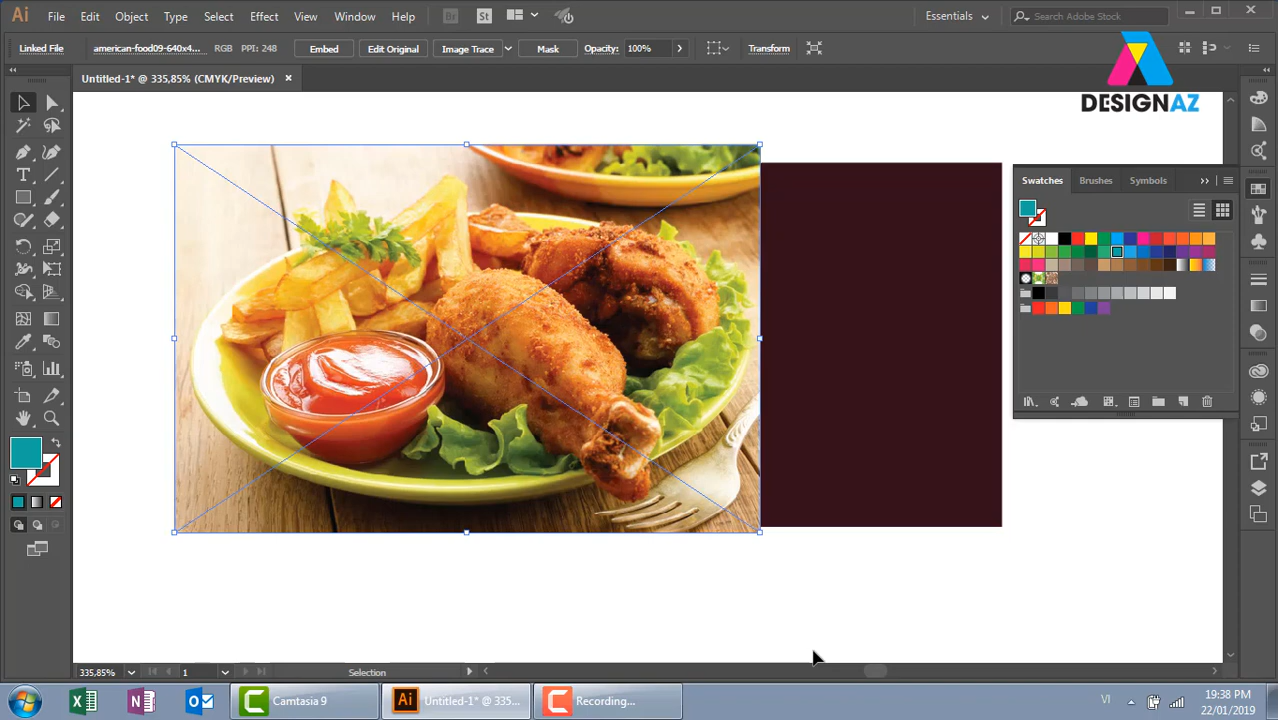 Ai File Edit Object Type Select Effect View Window Help Br St Essentials Search Adobe Stock
Linked File american-food09-640x4... RGB PPI: 248 Embed Edit Original Image Trace Mask Opacity: 100% Transform
Untitled-1* @ 335,85% (CMYK/Preview)
DESIGNAZ
Swatches Brushes Symbols
335,85% 1 Selection
Camtasia 9 Ai Untitled-1* @ 335... Recording... VI 19:38 PM
22/01/2019